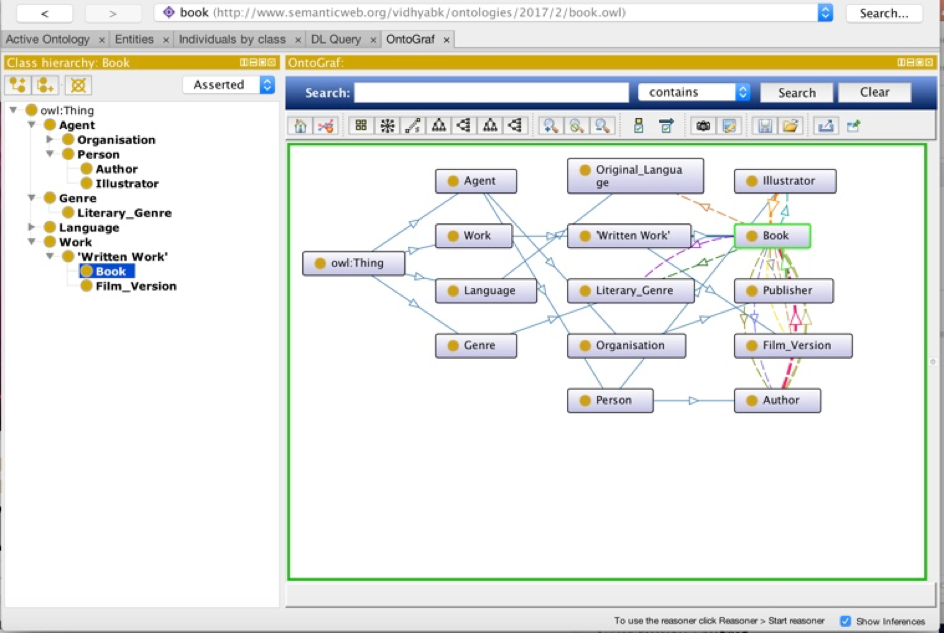 < > book (http://www.semanticweb.org/vidhyabk/ontologies/2017/2/book.owl) Search...
Active Ontology × Entities × Individuals by class × DL Query × OntoGraf ×
Class hierarchy: Book
OntoGraf:
Asserted
Search: contains Search Clear
owl:Thing
Agent
Organisation
Person
Author
Illustrator
Genre
Literary_Genre
Language
Work
'Written Work'
Book
Film_Version
Agent
Original_Langua
ge
Illustrator
Work
'Written Work'
Book
owl:Thing
Language
Literary_Genre
Publisher
Genre
Organisation
Film_Version
Person
Author
To use the reasoner click Reasoner > Start reasoner Show Inferences